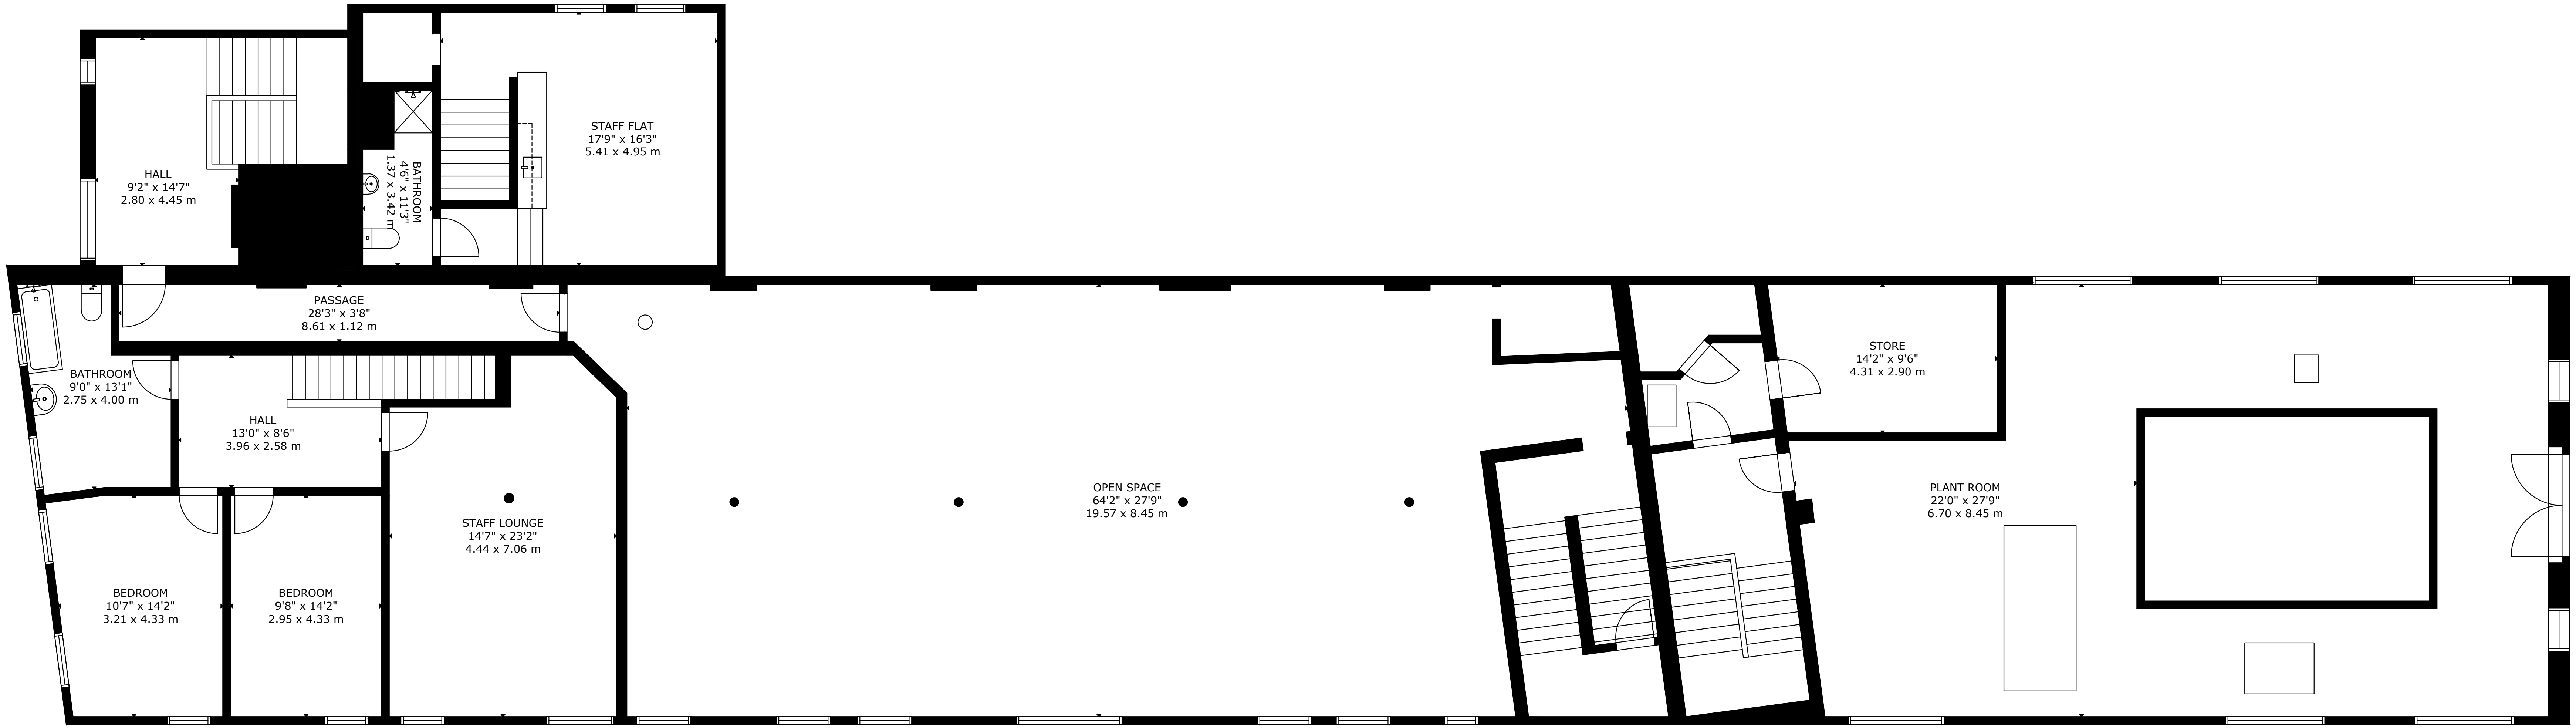 STAFF FLAT
17'9" x 16'3"
5.41 x 4.95 m
HALL
9'2" x 14'7"
2.80 x 4.45 m
BATHROOM
4'6" x 11'3"
1.37 x 3.42 m
PASSAGE
28'3" x 3'8"
8.61 x 1.12 m
BATHROOM
9'0" x 13'1"
2.75 x 4.00 m
HALL
13'0" x 8'6"
3.96 x 2.58 m
STORE
14'2" x 9'6"
4.31 x 2.90 m
STAFF LOUNGE
14'7" x 23'2"
4.44 x 7.06 m
OPEN SPACE
64'2" x 27'9"
19.57 x 8.45 m
PLANT ROOM
22'0" x 27'9"
6.70 x 8.45 m
BEDROOM
10'7" x 14'2"
3.21 x 4.33 m
BEDROOM
9'8" x 14'2"
2.95 x 4.33 m